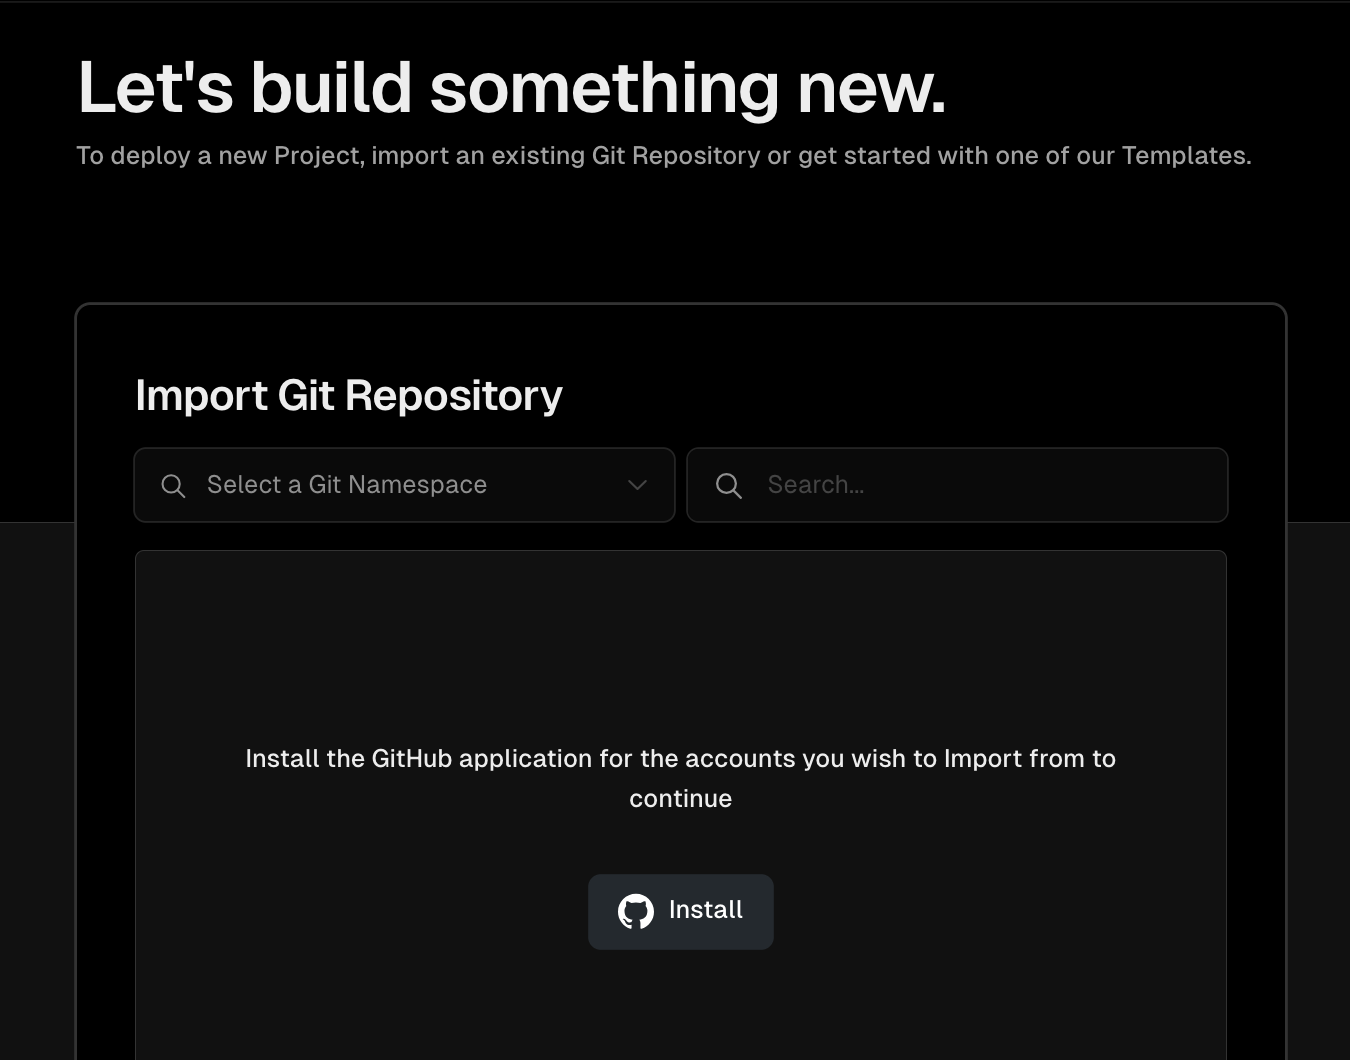 Let's build something new.
To deploy a new Project, import an existing Git Repository or get started with one of our Templates.
Import Git Repository
Select a Git Namespace
Search...
Install the GitHub application for the accounts you wish to Import from to
continue
Install